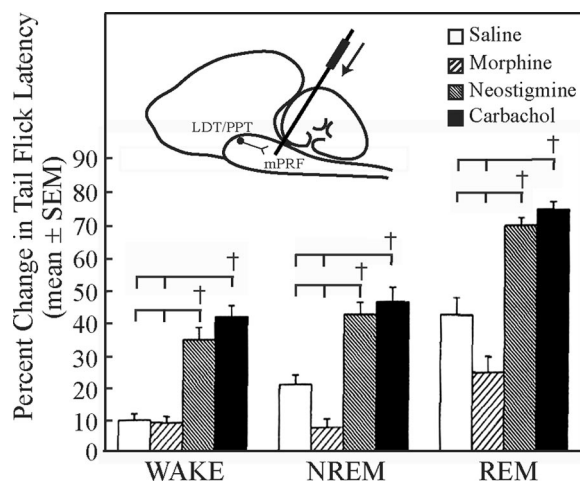 Saline
Morphine
Neostigmine
Carbachol
LDT/PPT
mPRF
Percent Change in Tail Flick Latency
(mean ± SEM)
90
80
70
60
50
40
30
20
10
0
†
†
†
†
†
†
WAKE
NREM
REM